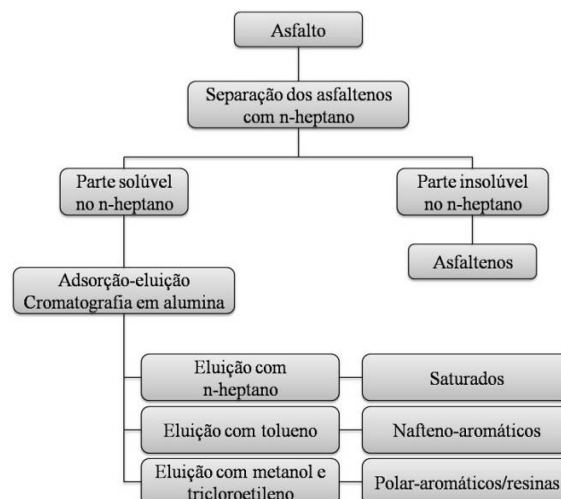 Asfalto
Separação dos asfaltenos
com n-heptano
Parte solúvel
no n-heptano
Parte insolúvel
no n-heptano
Asfaltenos
Adsorção-eluição
Cromatografia em alumina
Eluição com
n-heptano
Saturados
Eluição com tolueno
Nafteno-aromáticos
Eluição com metanol e
tricloroetileno
Polar-aromáticos/resinas